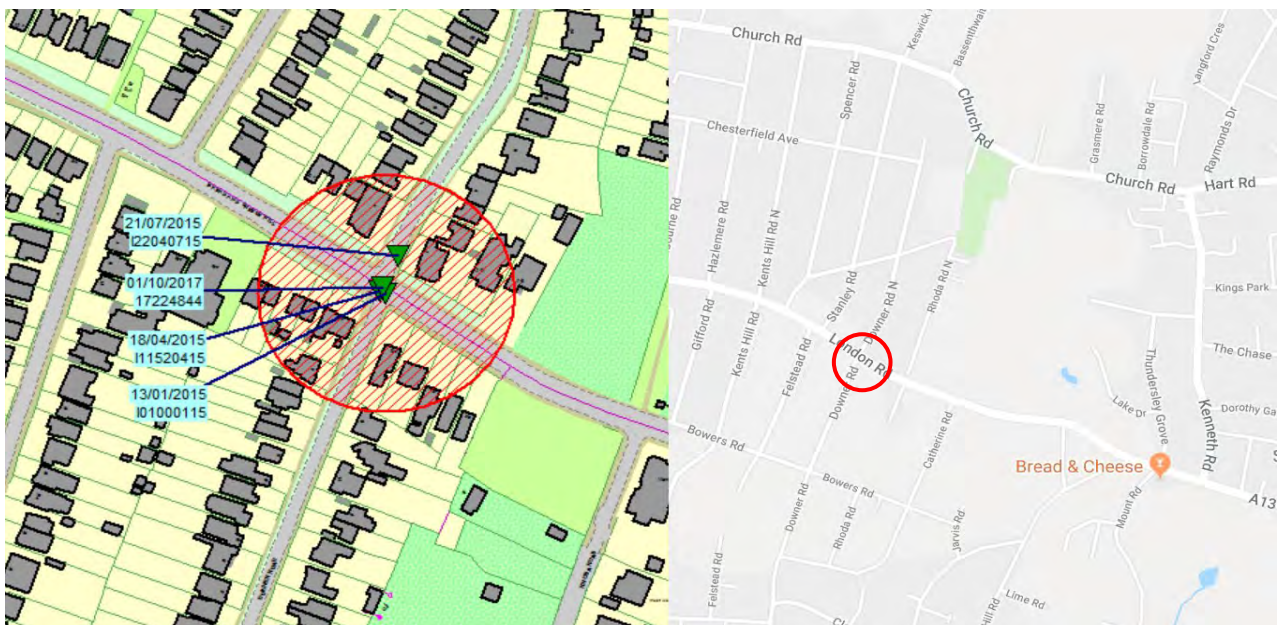 21/07/2015
I22040715
01/10/2017
17224844
18/04/2015
I11520415
13/01/2015
I01000115
Church Rd
Spencer Rd
Chesterfield Ave
Church Rd
Langford Cres
Grasmere Rd
Borrowdale Rd
Raymonds Dr
Church Rd
Hart Rd
Hazlemere Rd
Kents Hill Rd N
Gifford Rd
Kents Hill Rd
Stanley Rd
Downer Rd N
Rhoda Rd N
Felstead Rd
London Rd
Downer Rd
Kings Park
The Chase
Thundersley Grove
Lake Dr
Kenneth Rd
Dorothy Ga
Bowers Rd
Catherine Rd
Bread & Cheese
A13
Mount Rd
Bowers Rd
Downer Rd
Rhoda Rd
Jarvis Rd
Felstead Rd
Hill Rd
Lime Rd